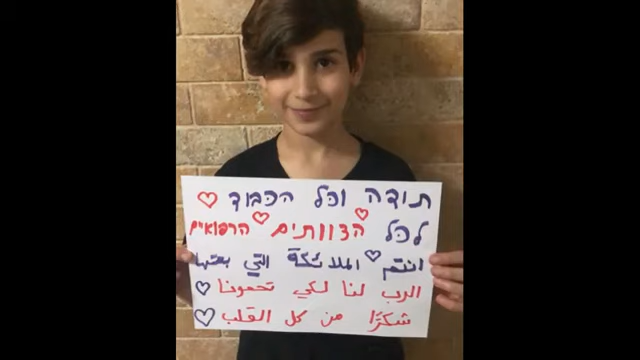 תודה וכל הכבוד
לכל הצוותים הרפואיים
انتم الملائكة التي بعثها
الرب لنا لكي تحمونا
شكرًا من كل القلب